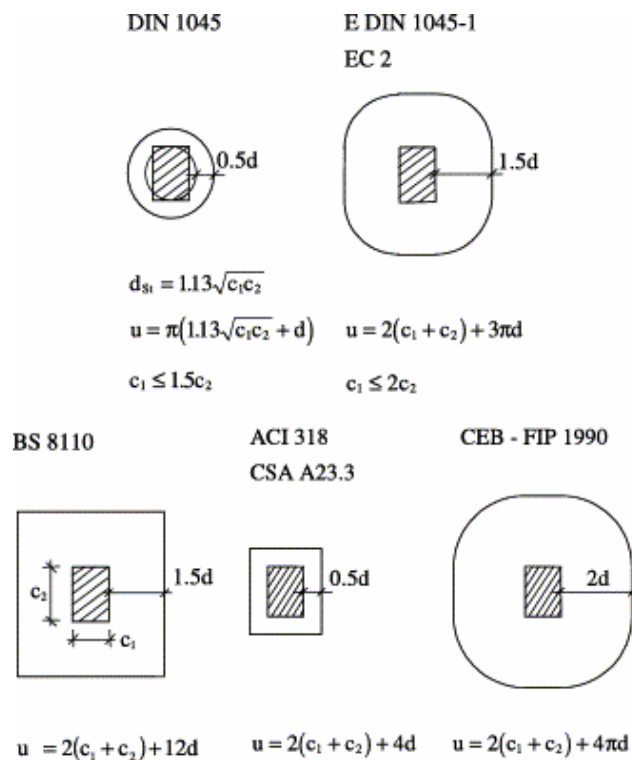 DIN 1045
E DIN 1045-1
EC 2
0.5d
1.5d
d_St = 1.13√c₁c₂
u = π(1.13√c₁c₂ + d)
u = 2(c₁ + c₂) + 3πd
c₁ ≤ 1.5c₂
c₁ ≤ 2c₂
BS 8110
ACI 318
CEB - FIP 1990
CSA A23.3
1.5d
0.5d
2d
c₂
c₁
u = 2(c₁ + c₂) + 12d
u = 2(c₁ + c₂) + 4d
u = 2(c₁ + c₂) + 4πd